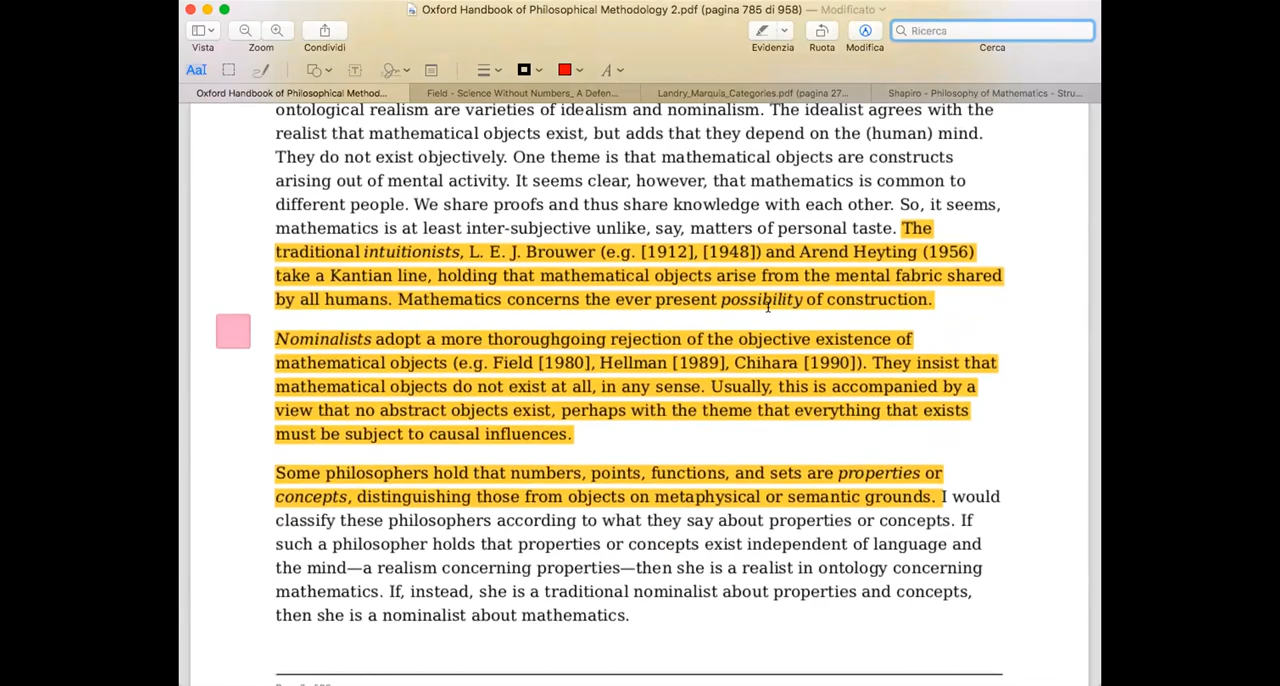 Oxford Handbook of Philosophical Methodology 2.pdf (pagina 785 di 958) — Modificato
Vista
Zoom
Condividi
Evidenzia
Ruota
Modifica
Ricerca
Cerca
Oxford Handbook of Philosophical Method...
Field - Science Without Numbers_ A Defen...
Landry_Marquis_Categories.pdf (pagina 27...
Shapiro - Philosophy of Mathematics - Stru...
ontological realism are varieties of idealism and nominalism. The idealist agrees with the
realist that mathematical objects exist, but adds that they depend on the (human) mind.
They do not exist objectively. One theme is that mathematical objects are constructs
arising out of mental activity. It seems clear, however, that mathematics is common to
different people. We share proofs and thus share knowledge with each other. So, it seems,
mathematics is at least inter-subjective unlike, say, matters of personal taste. The
traditional intuitionists, L. E. J. Brouwer (e.g. [1912], [1948]) and Arend Heyting (1956)
take a Kantian line, holding that mathematical objects arise from the mental fabric shared
by all humans. Mathematics concerns the ever present possibility of construction.
Nominalists adopt a more thoroughgoing rejection of the objective existence of
mathematical objects (e.g. Field [1980], Hellman [1989], Chihara [1990]). They insist that
mathematical objects do not exist at all, in any sense. Usually, this is accompanied by a
view that no abstract objects exist, perhaps with the theme that everything that exists
must be subject to causal influences.
Some philosophers hold that numbers, points, functions, and sets are properties or
concepts, distinguishing those from objects on metaphysical or semantic grounds. I would
classify these philosophers according to what they say about properties or concepts. If
such a philosopher holds that properties or concepts exist independent of language and
the mind—a realism concerning properties—then she is a realist in ontology concerning
mathematics. If, instead, she is a traditional nominalist about properties and concepts,
then she is a nominalist about mathematics.